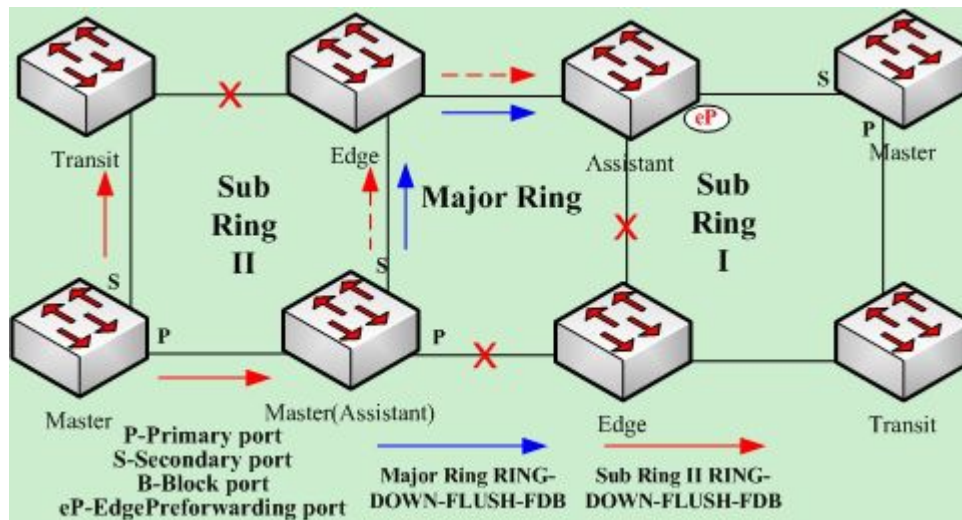 eP
S
P
Transit
Edge
Assistant
Master
Sub
Ring
II
Major Ring
Sub
Ring
I
S
P
S
P
Master
Master(Assistant)
Edge
Transit
P-Primary port
S-Secondary port
B-Block port
eP-EdgePreforwarding port
Major Ring RING-
DOWN-FLUSH-FDB
Sub Ring II RING-
DOWN-FLUSH-FDB